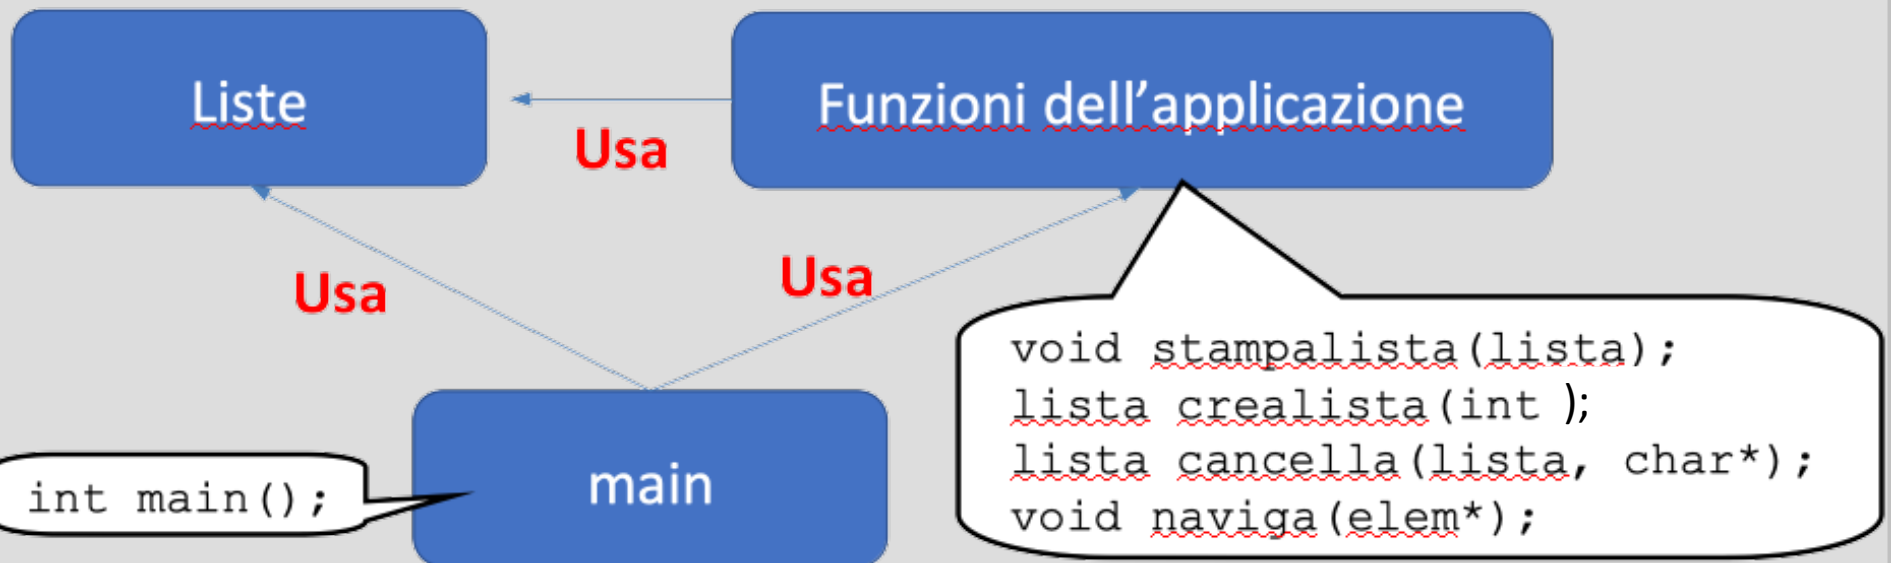 Liste
Funzioni dell’applicazione
Usa
Usa
Usa
void stampalista(lista);
lista crealista(int );
lista cancella(lista, char*);
void naviga(elem*);
main
int main();